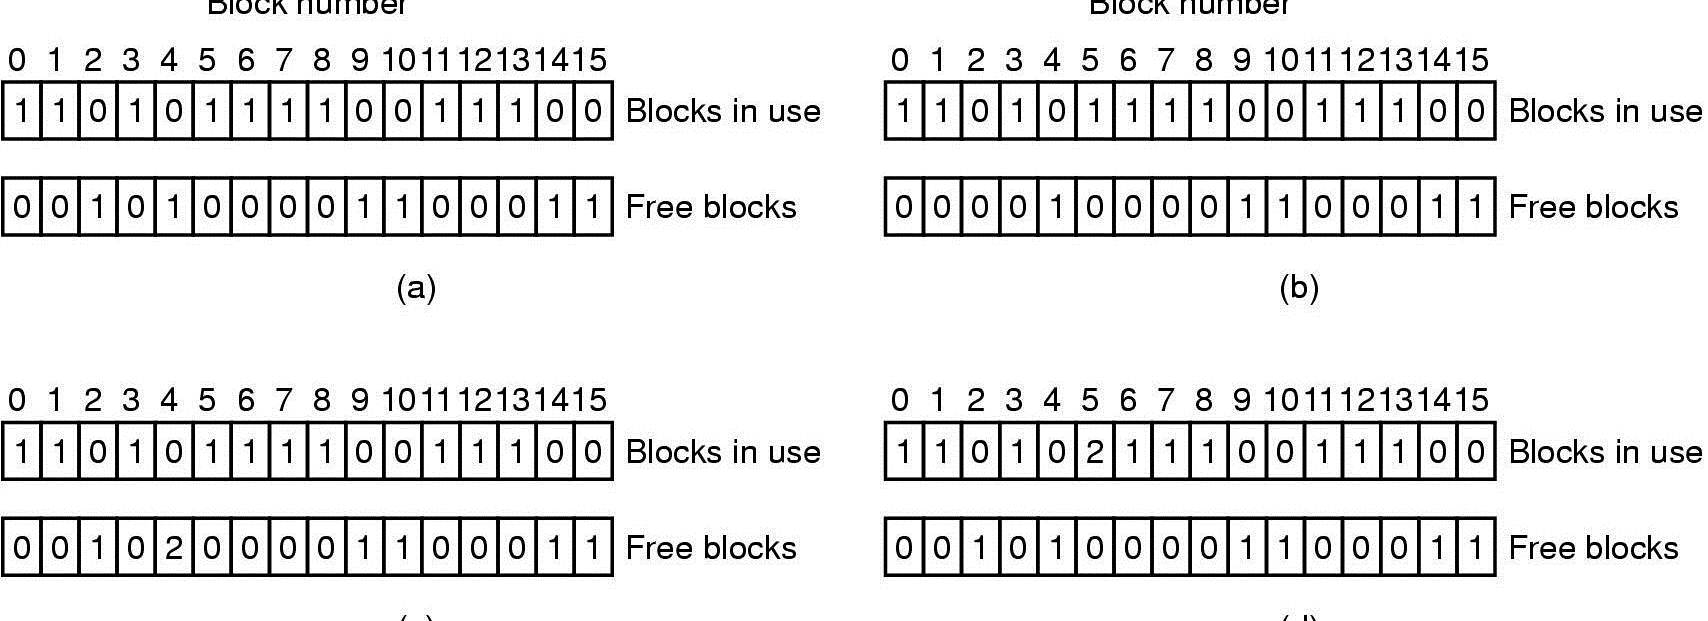 Block number
0 1 2 3 4 5 6 7 8 9 10 11 12 13 14 15
1 1 0 1 0 1 1 1 1 0 0 1 1 1 0 0 Blocks in use
0 0 1 0 1 0 0 0 0 1 1 0 0 0 1 1 Free blocks
(a)
Block number
0 1 2 3 4 5 6 7 8 9 10 11 12 13 14 15
1 1 0 1 0 1 1 1 1 0 0 1 1 1 0 0 Blocks in use
0 0 0 0 1 0 0 0 0 1 1 0 0 0 1 1 Free blocks
(b)
0 1 2 3 4 5 6 7 8 9 10 11 12 13 14 15
1 1 0 1 0 1 1 1 1 0 0 1 1 1 0 0 Blocks in use
0 0 1 0 2 0 0 0 0 1 1 0 0 0 1 1 Free blocks
0 1 2 3 4 5 6 7 8 9 10 11 12 13 14 15
1 1 0 1 0 2 1 1 1 0 0 1 1 1 0 0 Blocks in use
0 0 1 0 1 0 0 0 0 1 1 0 0 0 1 1 Free blocks
(d)